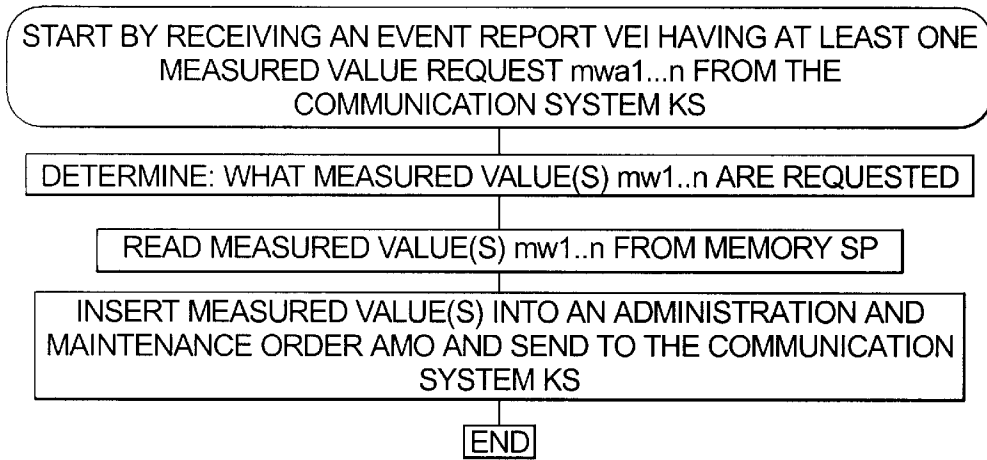 START BY RECEIVING AN EVENT REPORT VEI HAVING AT LEAST ONE
MEASURED VALUE REQUEST mwa1...n FROM THE
COMMUNICATION SYSTEM KS
DETERMINE: WHAT MEASURED VALUE(S) mw1..n ARE REQUESTED
READ MEASURED VALUE(S) mw1..n FROM MEMORY SP
INSERT MEASURED VALUE(S) INTO AN ADMINISTRATION AND
MAINTENANCE ORDER AMO AND SEND TO THE COMMUNICATION
SYSTEM KS
END